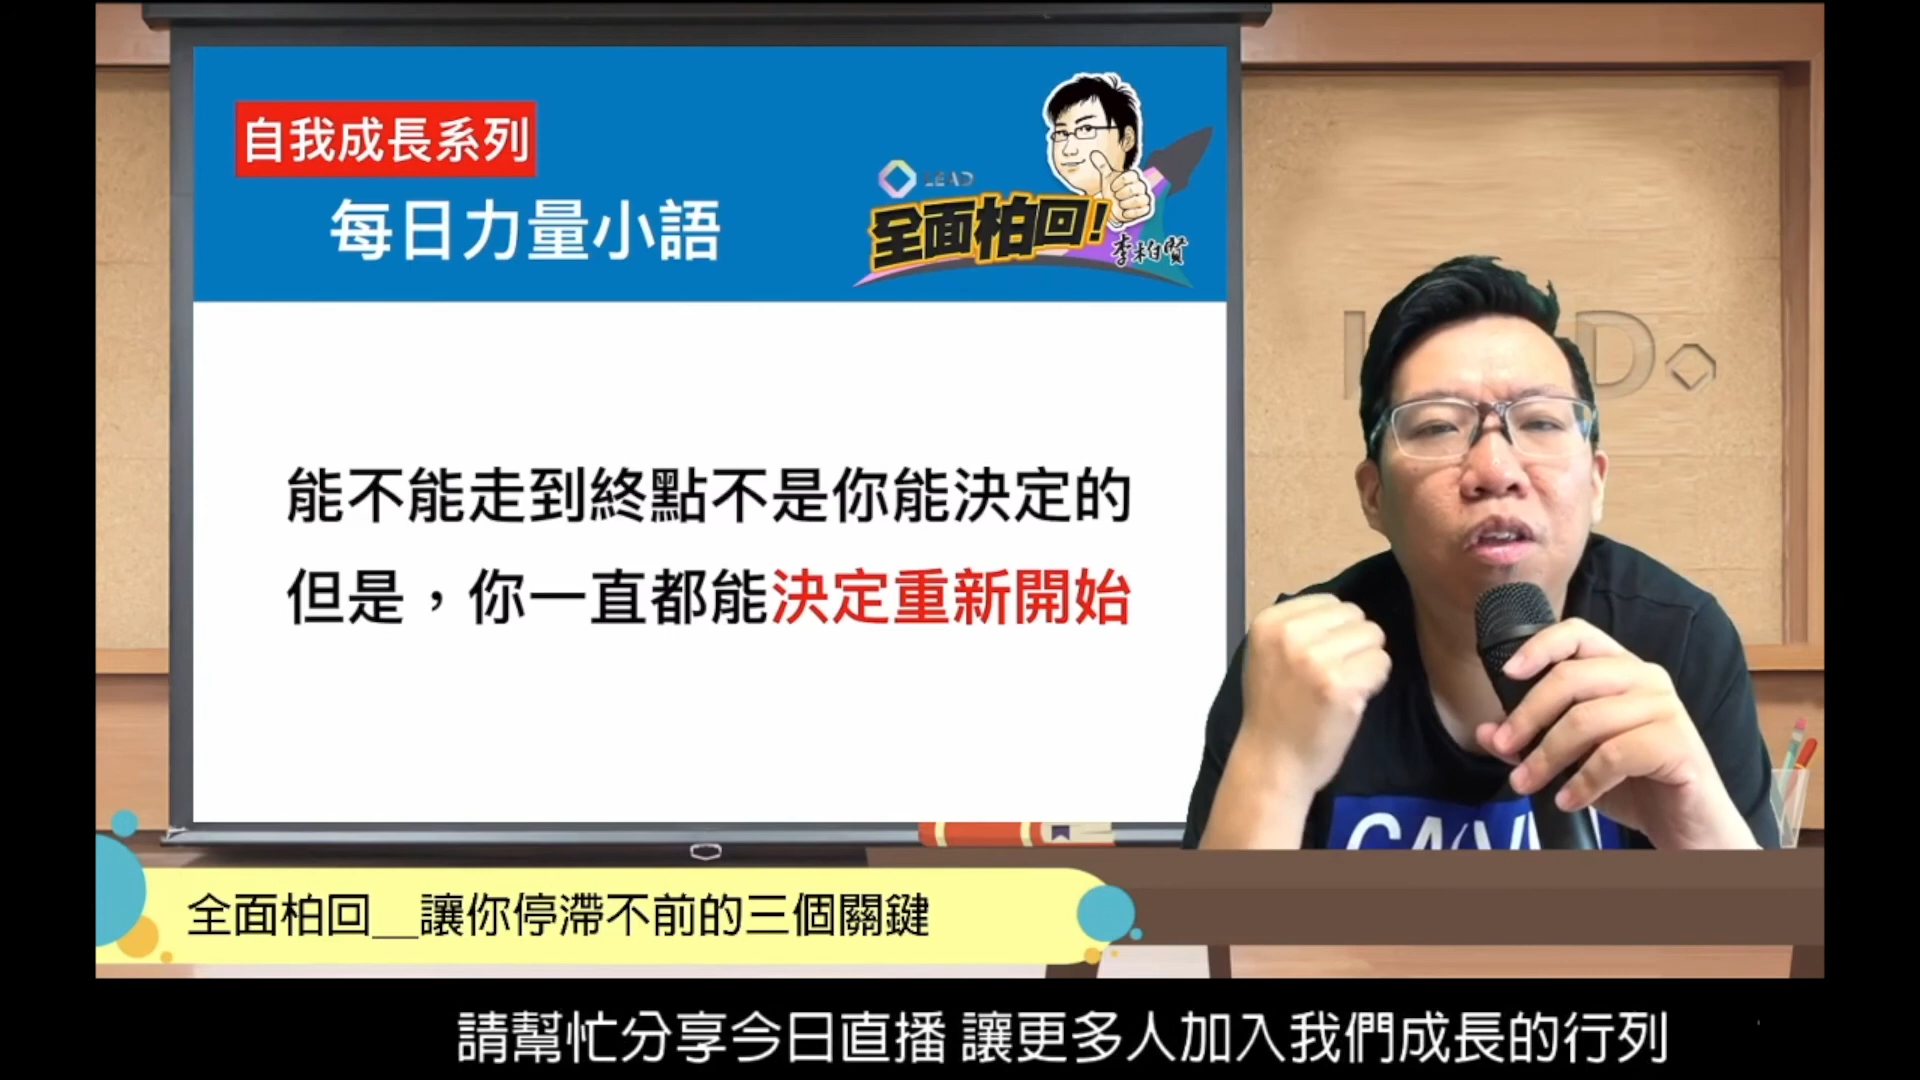 自我成長系列
每日力量小語
LEAD
全面柏回!
李柏賢
能不能走到終點不是你能決定的
但是,你一直都能決定重新開始
全面柏回__讓你停滯不前的三個關鍵
請幫忙分享今日直播 讓更多人加入我們成長的行列